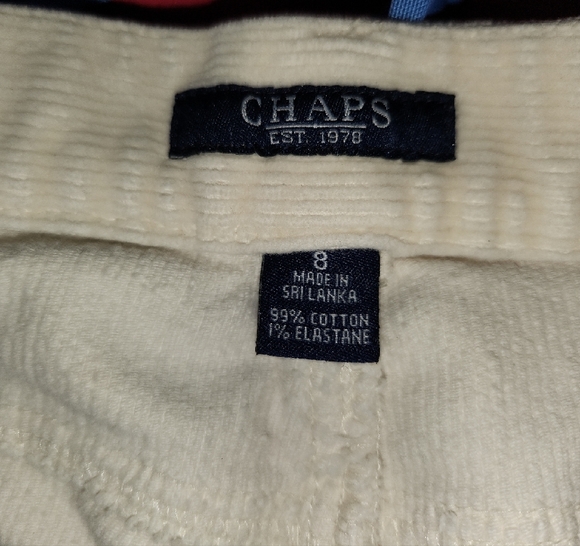 CHAPS
EST. 1978
8
MADE IN
SRI LANKA
99% COTTON
1% ELASTANE